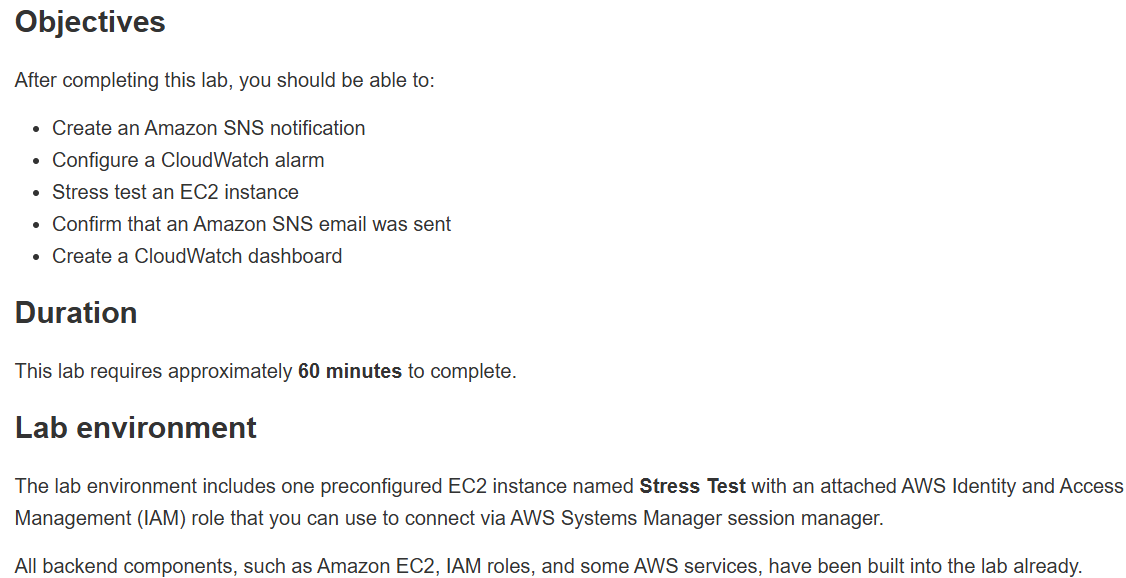 Objectives
After completing this lab, you should be able to:
• Create an Amazon SNS notification
• Configure a CloudWatch alarm
• Stress test an EC2 instance
• Confirm that an Amazon SNS email was sent
• Create a CloudWatch dashboard
Duration
This lab requires approximately 60 minutes to complete.
Lab environment
The lab environment includes one preconfigured EC2 instance named Stress Test with an attached AWS Identity and Access
Management (IAM) role that you can use to connect via AWS Systems Manager session manager.
All backend components, such as Amazon EC2, IAM roles, and some AWS services, have been built into the lab already.